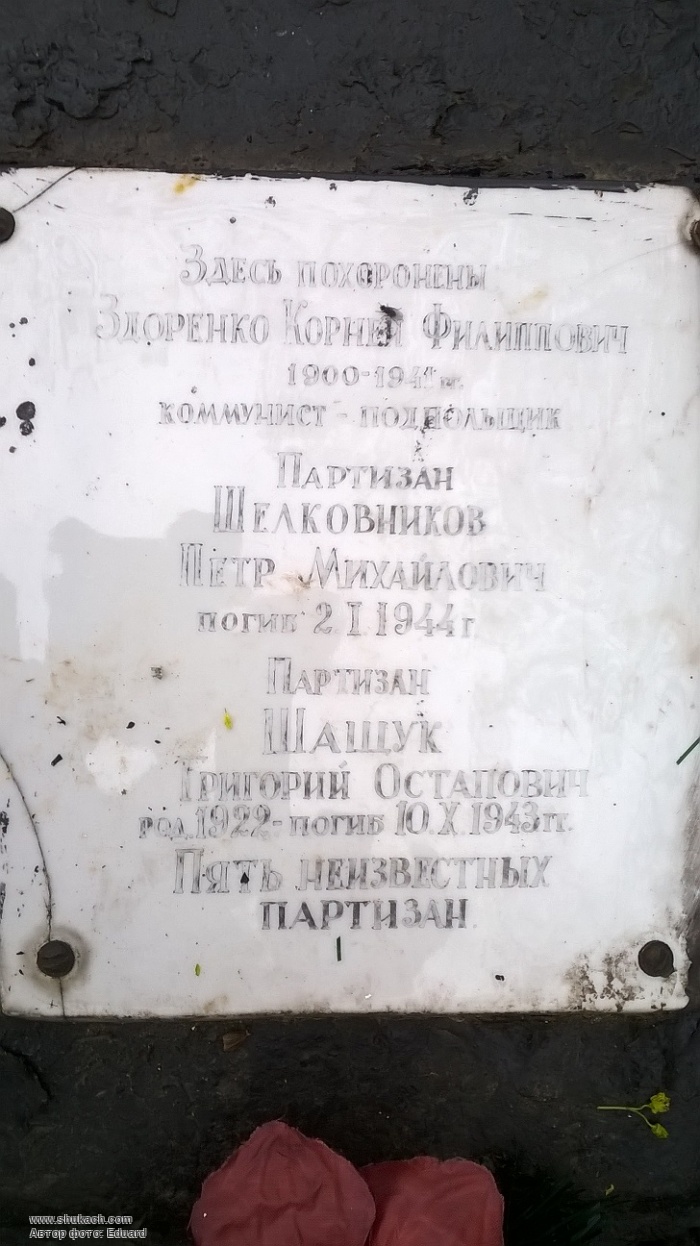 Здесь похоронены
Здоренко Корней Филиппович
1900-1941 гг.
коммунист - подпольщик
Партизан
Шелковников
Петр Михайлович
погиб 2.I.1944 г.
Партизан
Шащук
Григорий Остапович
род. 1922 - погиб 10.X.1943 гг.
Пять неизвестных
партизан
www.shukach.com
Автор фото: Eduard